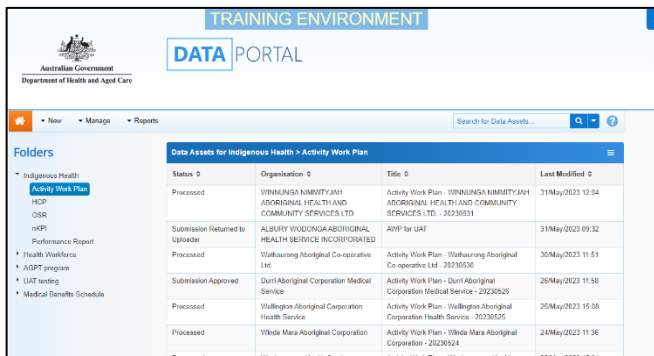 TRAINING ENVIRONMENT
Australian Government
Department of Health and Aged Care
DATA PORTAL
New Manage Reports
Search for Data Assets...
Folders
Indigenous Health
Activity Work Plan
HCP
OSR
nKPI
Performance Report
Health Workforce
AGPT program
UAT testing
Medical Benefits Schedule
Data Assets for Indigenous Health > Activity Work Plan
Status Organisation Title Last Modified
Processed WINNUNGA NIMMITYJAH Activity Work Plan - WINNUNGA NIMMITYJAH 31/May/2023 12:04
ABORIGINAL HEALTH AND ABORIGINAL HEALTH AND COMMUNITY
COMMUNITY SERVICES LTD. SERVICES LTD. - 20230531
Submission Returned to ALBURY WODONGA ABORIGINAL AWP for UAT 31/May/2023 09:32
Uploader HEALTH SERVICE INCORPORATED
Processed Wathaurong Aboriginal Co-operative Activity Work Plan - Wathaurong Aboriginal 30/May/2023 11:51
Ltd Co-operative Ltd - 20230530
Submission Approved Durri Aboriginal Corporation Medical Activity Work Plan - Durri Aboriginal 26/May/2023 11:58
Service Corporation Medical Service - 20230526
Processed Wellington Aboriginal Corporation Activity Work Plan - Wellington Aboriginal 25/May/2023 15:08
Health Service Corporation Health Service - 20230525
Processed Winda Mara Aboriginal Corporation Activity Work Plan - Winda Mara Aboriginal 24/May/2023 11:36
Corporation - 20230524